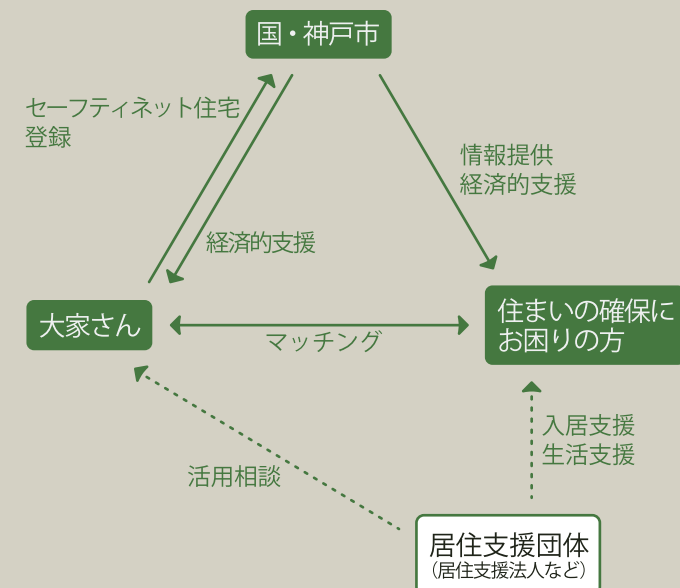 国・神戸市
セーフティネット住宅
登録
情報提供
経済的支援
経済的支援
大家さん
住まいの確保に
お困りの方
マッチング
入居支援
生活支援
活用相談
居住支援団体
(居住支援法人など)